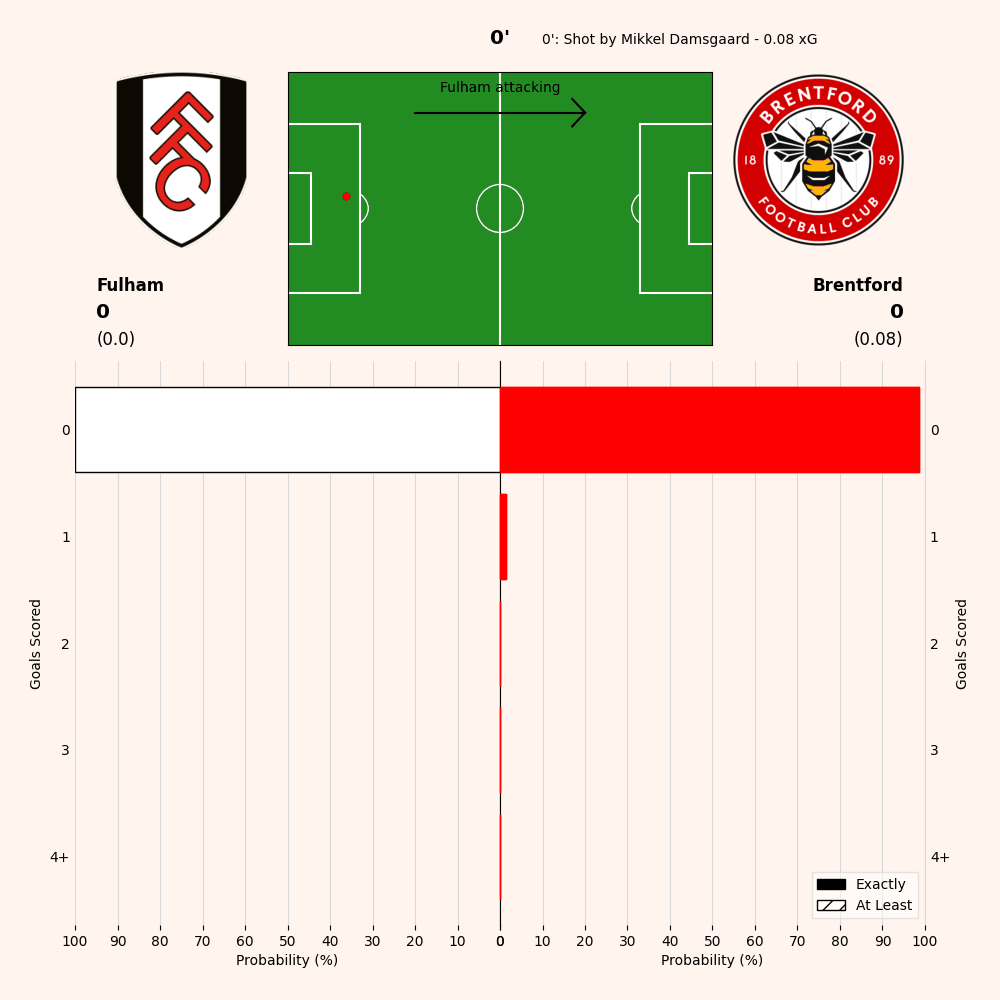 0'
0': Shot by Mikkel Damsgaard - 0.08 xG
Fulham attacking
FFC
BRENTFORD
18 89
FOOTBALL CLUB
Fulham
0
(0.0)
Brentford
0
(0.08)
0
1
2
3
4+
Goals Scored
0
1
2
3
4+
Goals Scored
Exactly
At Least
100 90 80 70 60 50 40 30 20 10 0
0 10 20 30 40 50 60 70 80 90 100
Probability (%)
Probability (%)